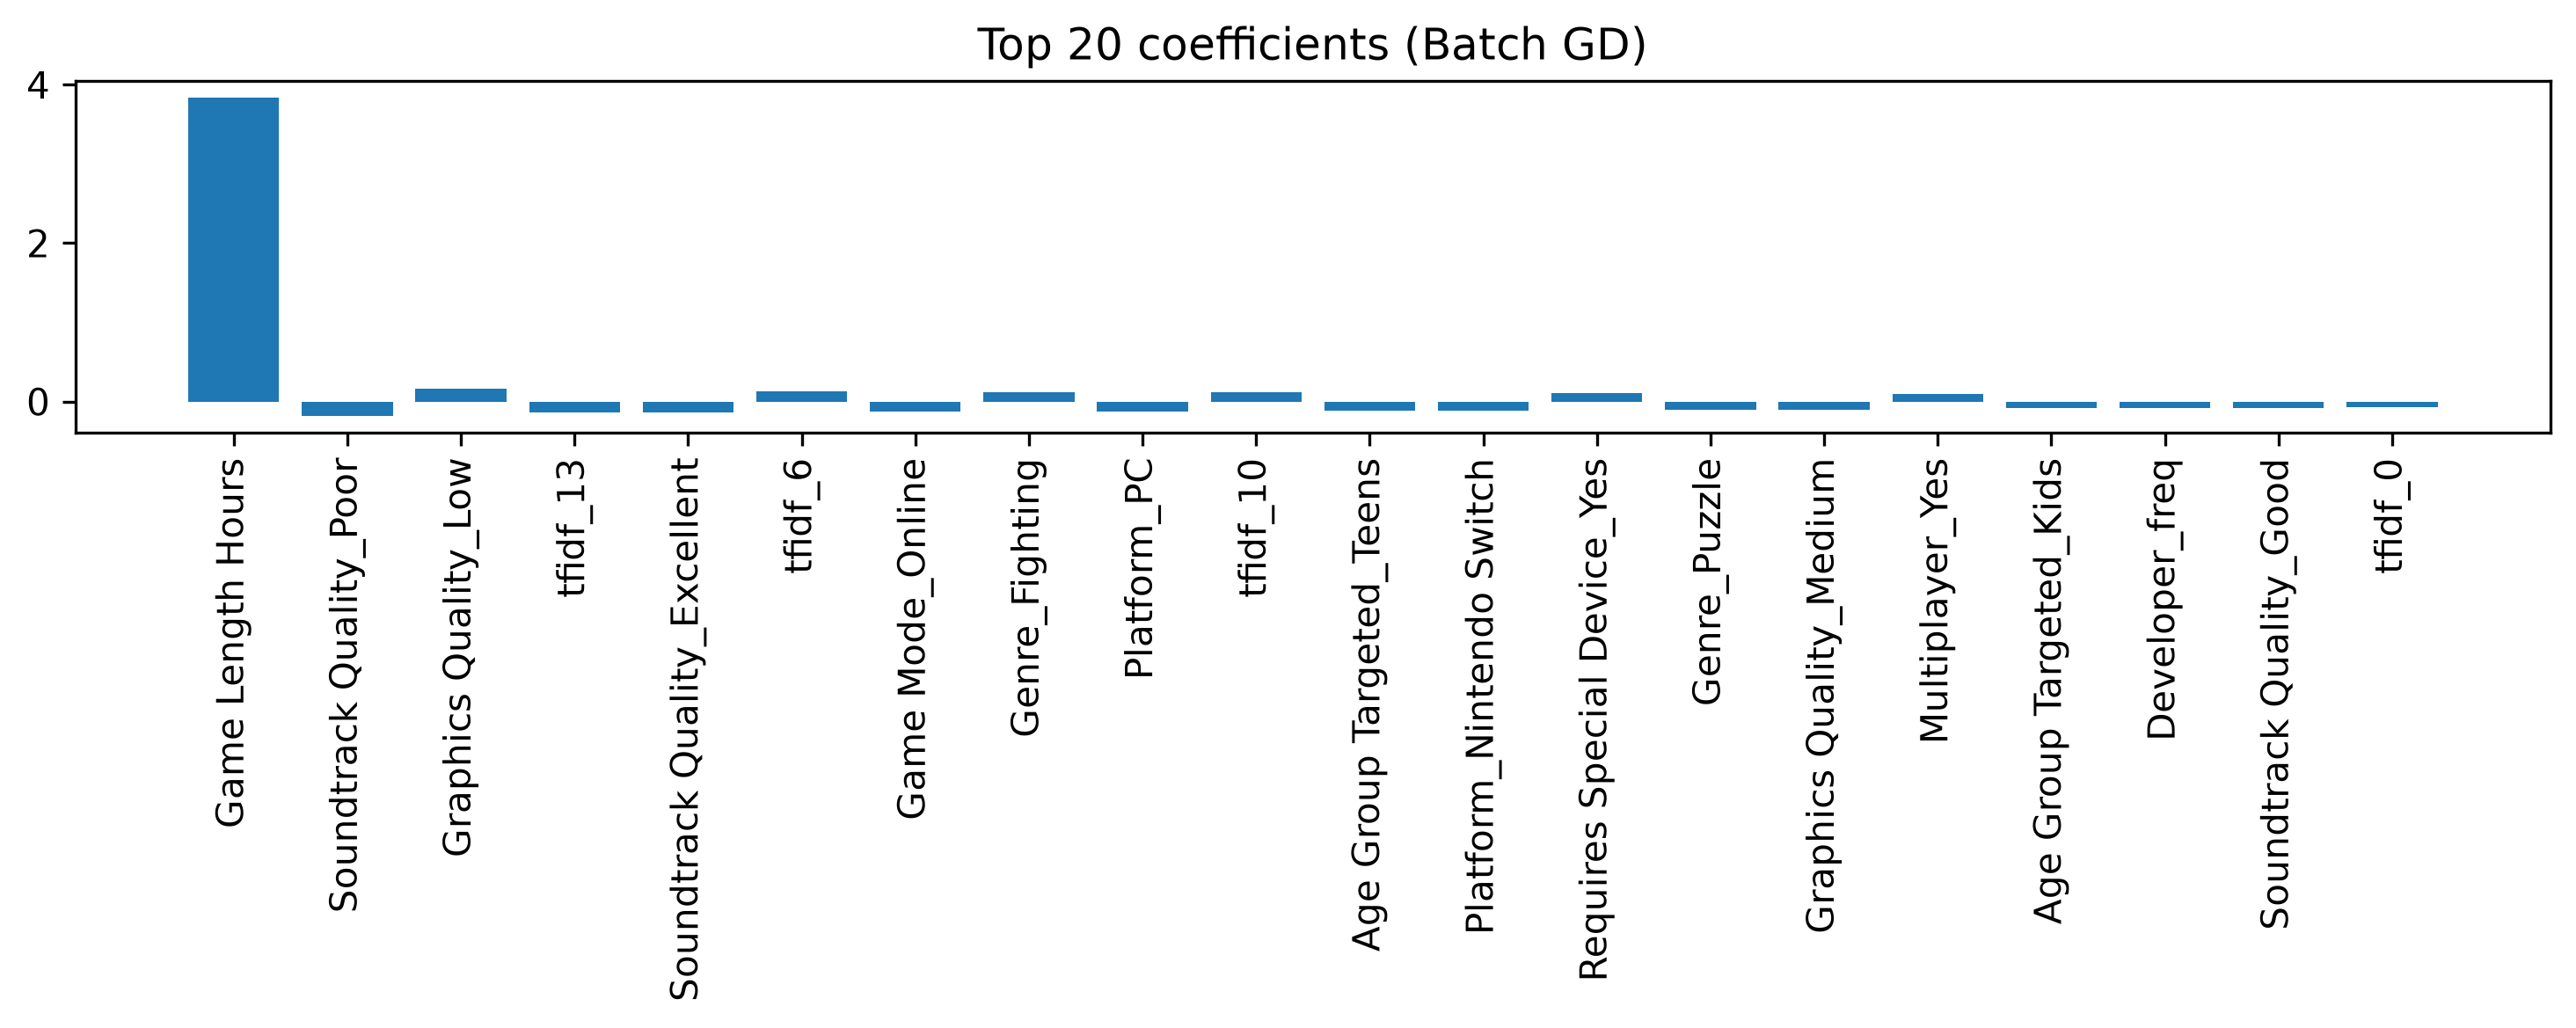 Top 20 coefficients (Batch GD)
4
2
0
Game Length Hours
Soundtrack Quality_Poor
Graphics Quality_Low
tfidf_13
Soundtrack Quality_Excellent
tfidf_6
Game Mode_Online
Genre_Fighting
Platform_PC
tfidf_10
Age Group Targeted_Teens
Platform_Nintendo Switch
Requires Special Device_Yes
Genre_Puzzle
Graphics Quality_Medium
Multiplayer_Yes
Age Group Targeted_Kids
Developer_freq
Soundtrack Quality_Good
tfidf_0